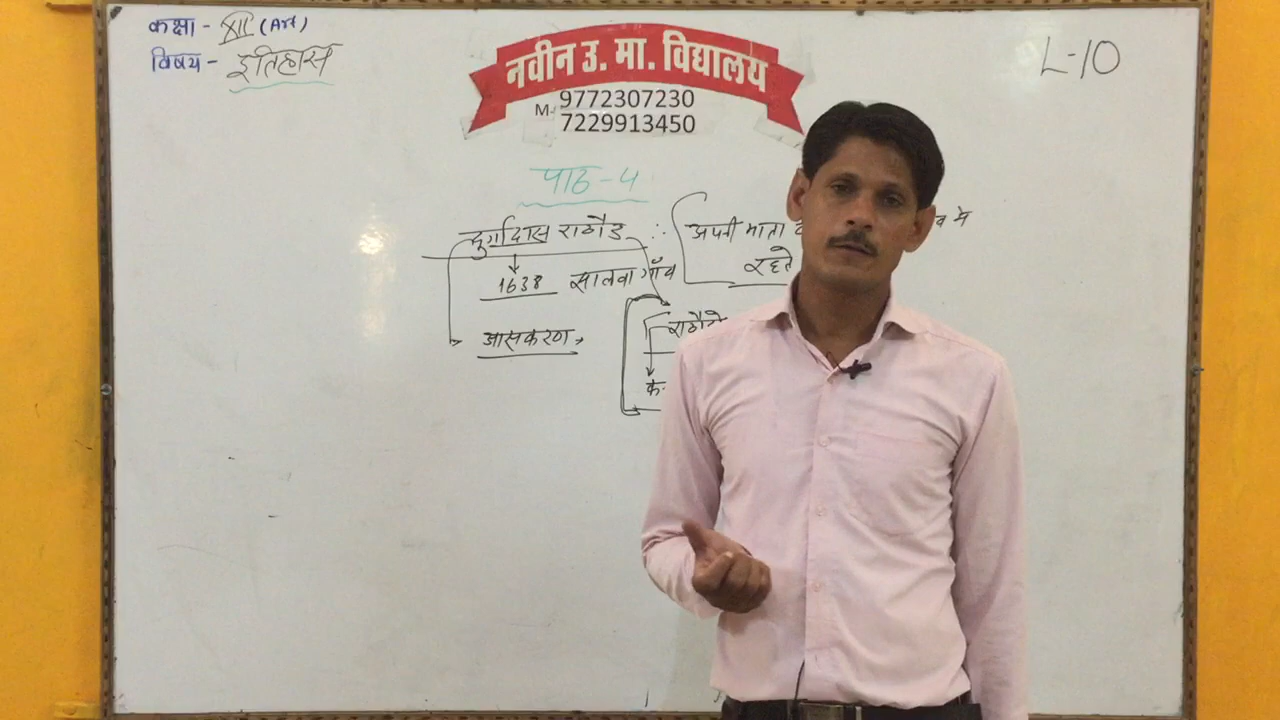 कक्षा - XII (Art)
विषय - इतिहास
L-10
नवीन उ. मा. विद्यालय
M- 9772307230
7229913450
पाठ-4
दुर्गादास राठौड :- अपनी माता में
रहते
1638 सालवा गाँव
आसकरण
राठौडो